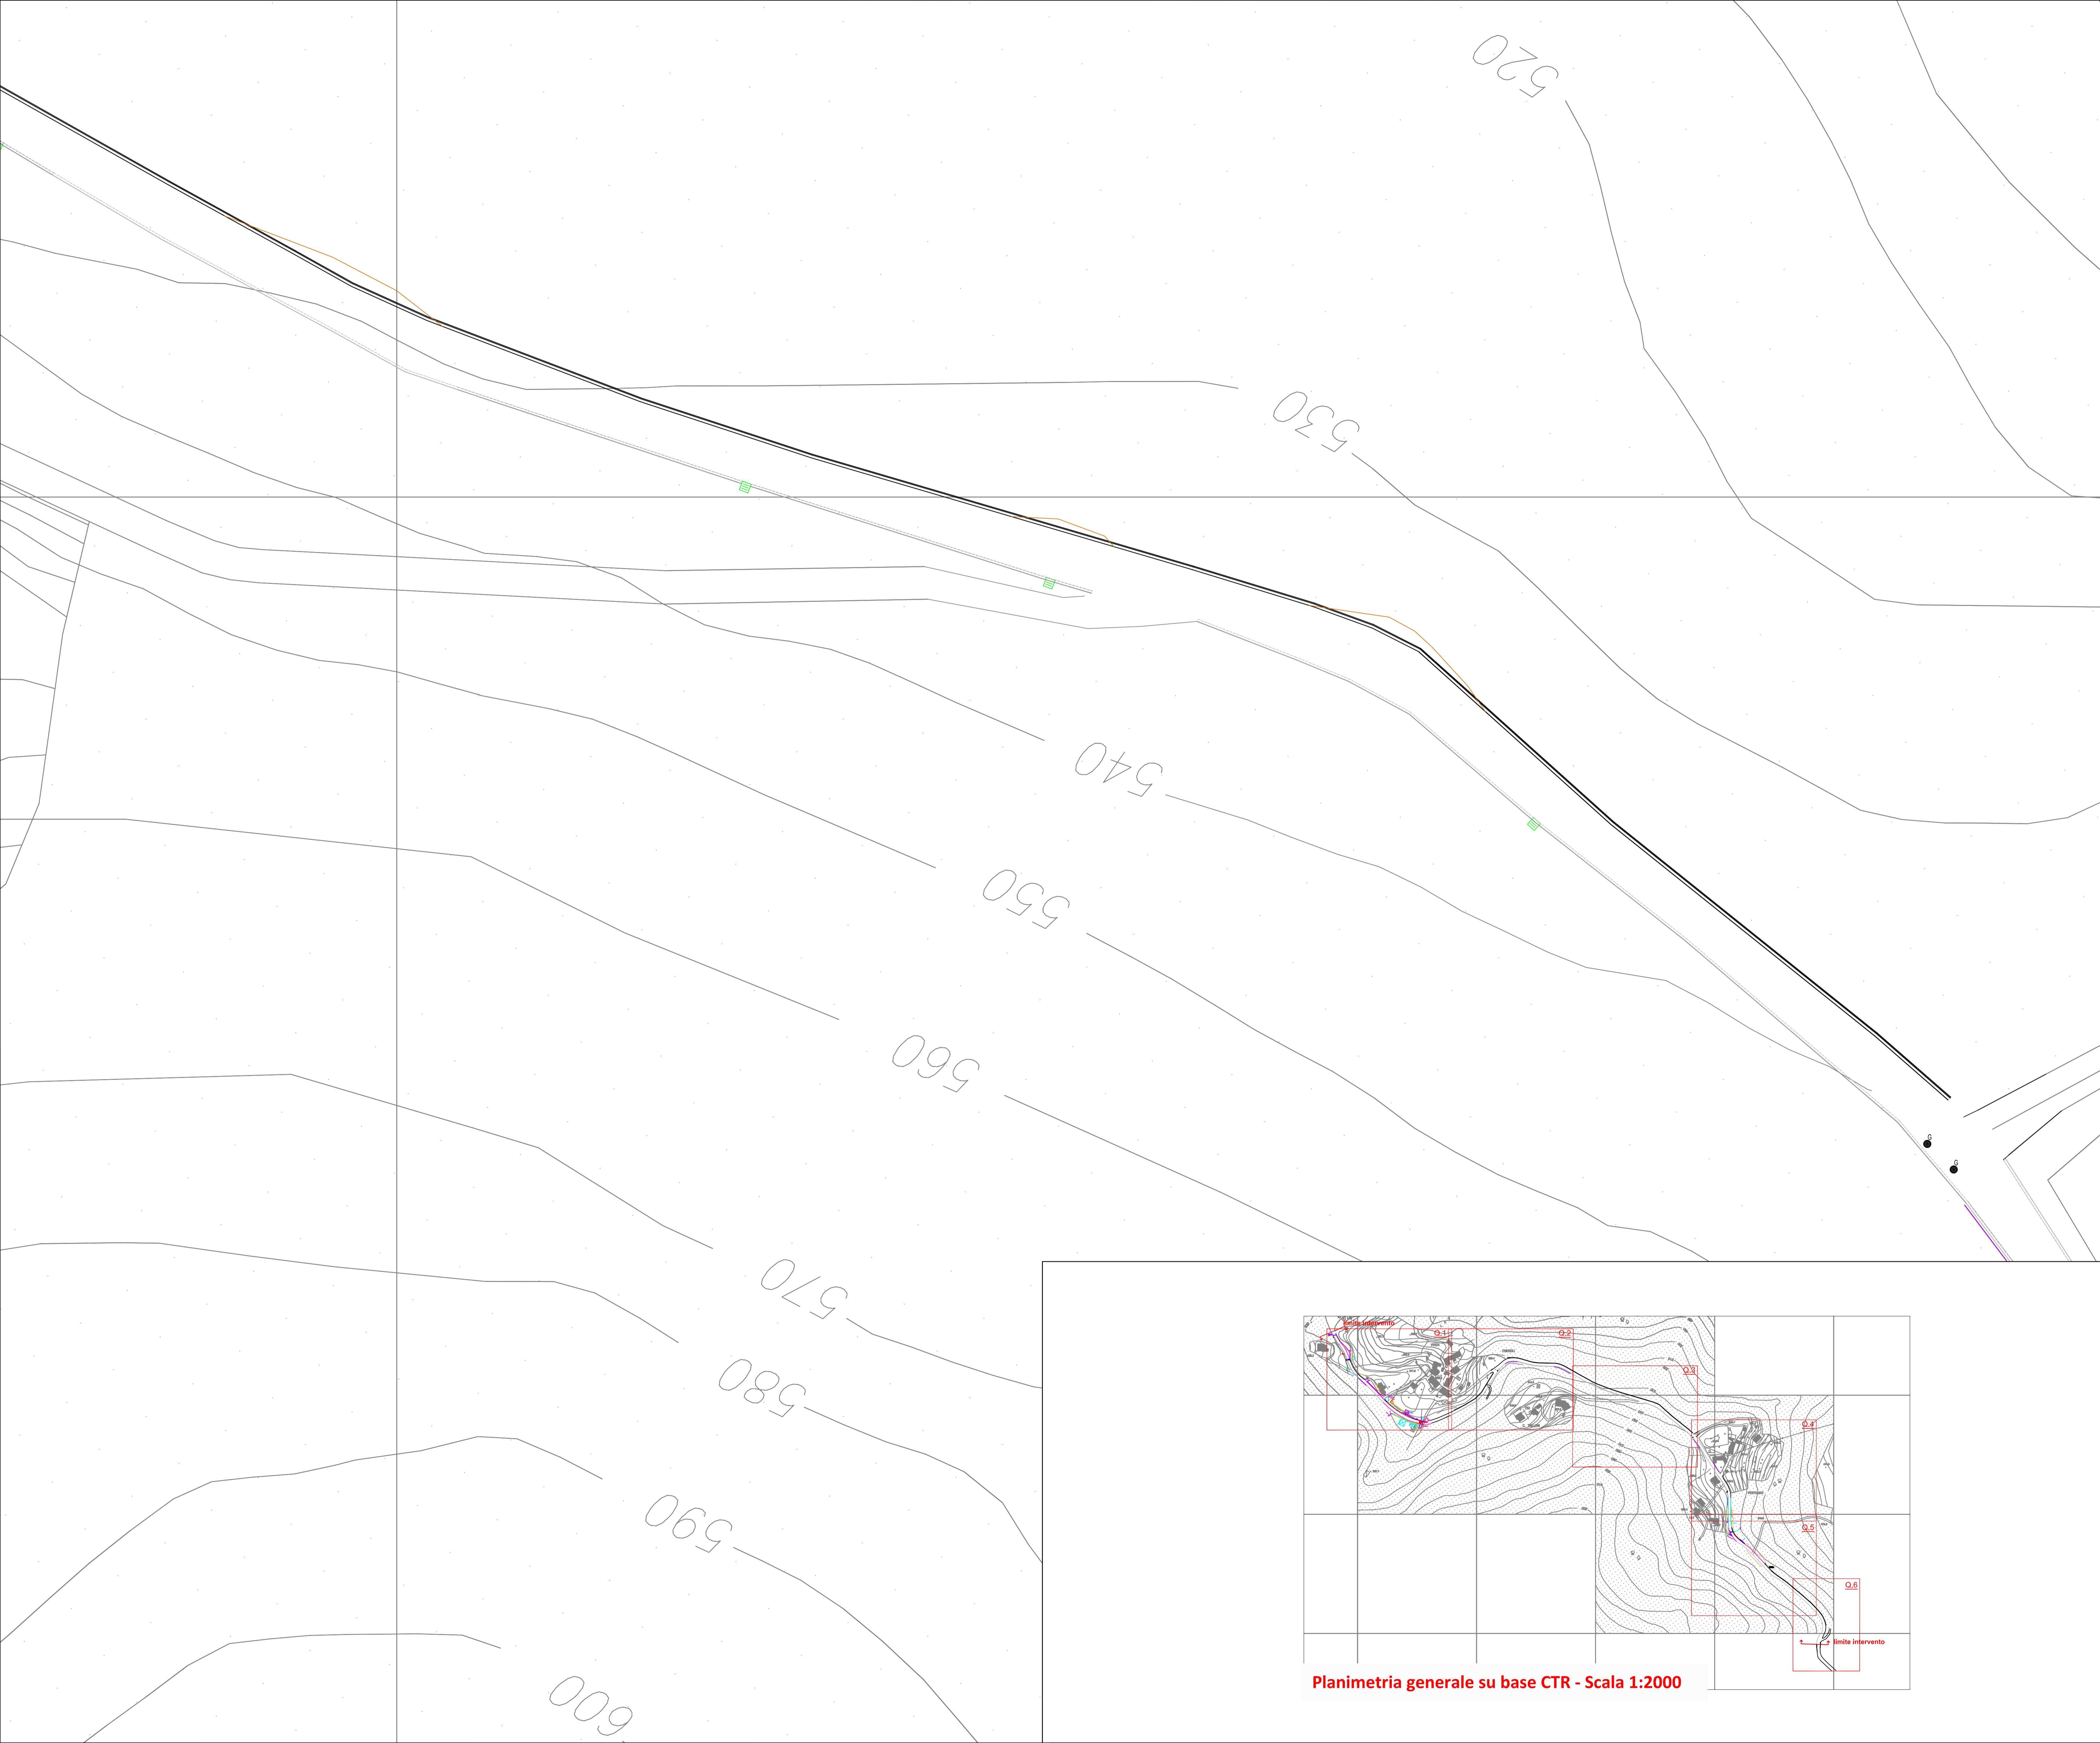 520
530
540
550
560
570
580
590
600
G
G
limite intervento
Q.1
Q.2
Q.3
Q.4
Q.5
Q.6
limite intervento
Planimetria generale su base CTR - Scala 1:2000